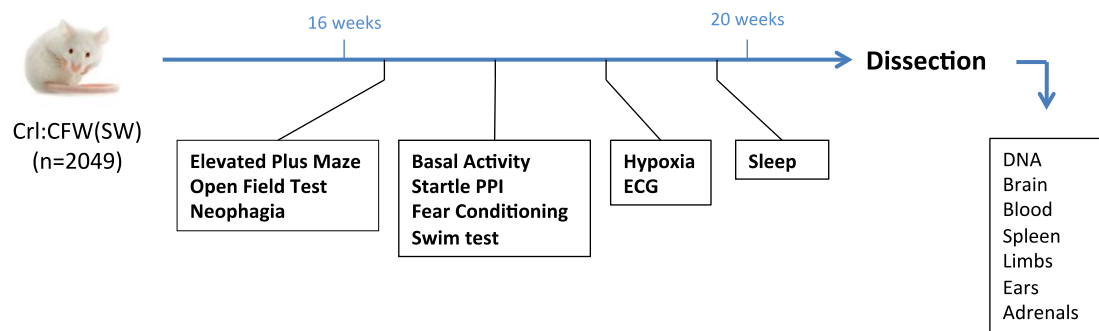 16 weeks
20 weeks
Dissection
Crl:CFW(SW)
(n=2049)
Elevated Plus Maze
Open Field Test
Neophagia
Basal Activity
Startle PPI
Fear Conditioning
Swim test
Hypoxia
ECG
Sleep
DNA
Brain
Blood
Spleen
Limbs
Ears
Adrenals